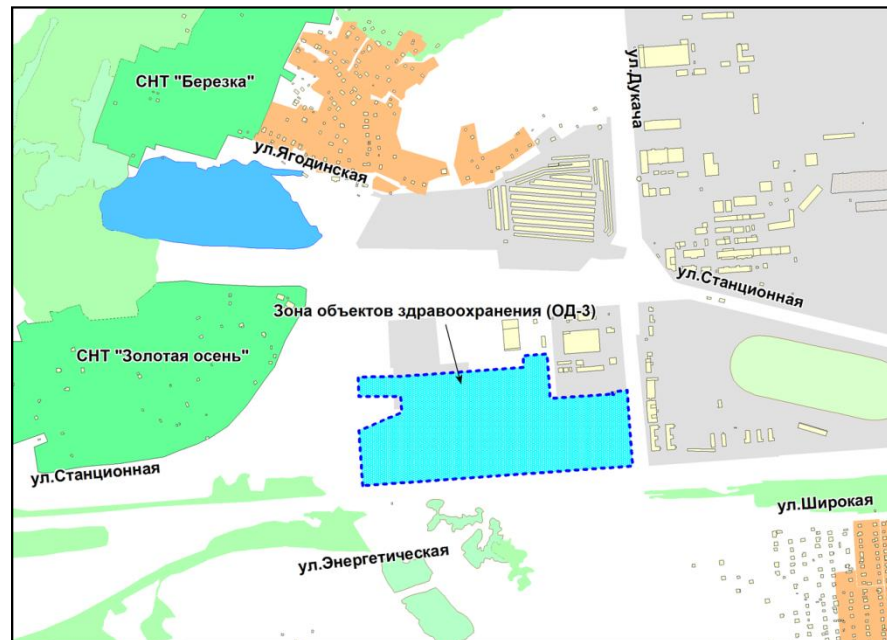 СНТ "Березка"
ул.Дукача
ул.Ягодинская
ул.Станционная
Зона объектов здравоохранения (ОД-3)
СНТ "Золотая осень"
ул.Станционная
ул.Широкая
ул.Энергетическая